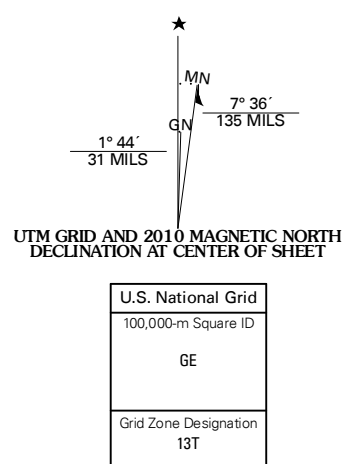 ★
MN
7° 36´
135 MILS
GN
1° 44´
31 MILS
UTM GRID AND 2010 MAGNETIC NORTH
DECLINATION AT CENTER OF SHEET
U.S. National Grid
100,000-m Square ID
GE
Grid Zone Designation
13T